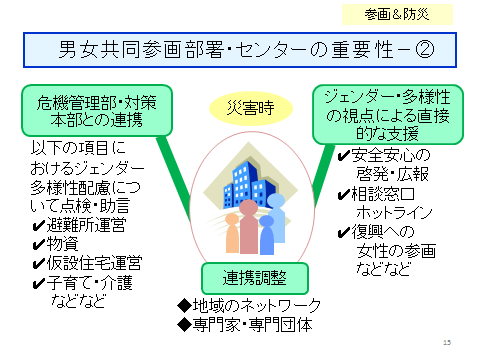 参画&防災
男女共同参画部署・センターの重要性－②
危機管理部・対策
本部との連携
災害時
ジェンダー・多様性
の視点による直接
的な支援
以下の項目に
おけるジェンダー
多様性配慮につ
いて点検・助言
✔避難所運営
✔物資
✔仮設住宅運営
✔子育て・介護
などなど
✔安全安心の
啓発・広報
✔相談窓口
ホットライン
✔復興への
女性の参画
などなど
連携調整
◆地域のネットワーク
◆専門家・専門団体
15